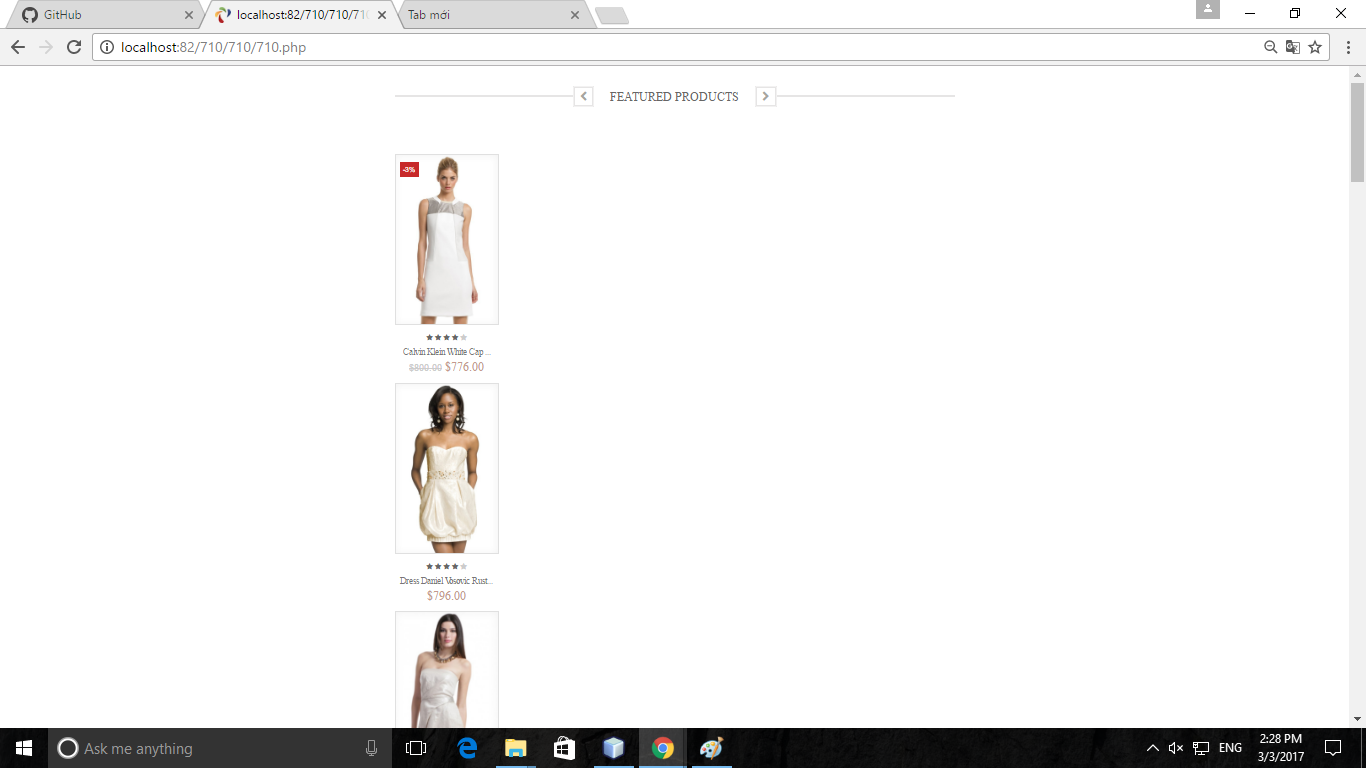 GitHub
localhost:82/710/710/710
Tab mới
localhost:82/710/710/710.php
FEATURED PRODUCTS
-3%
Calvin Klein White Cap ...
$800.00 $776.00
Dress Daniel Vosovic Rust...
$796.00
Ask me anything
ENG
2:28 PM
3/3/2017